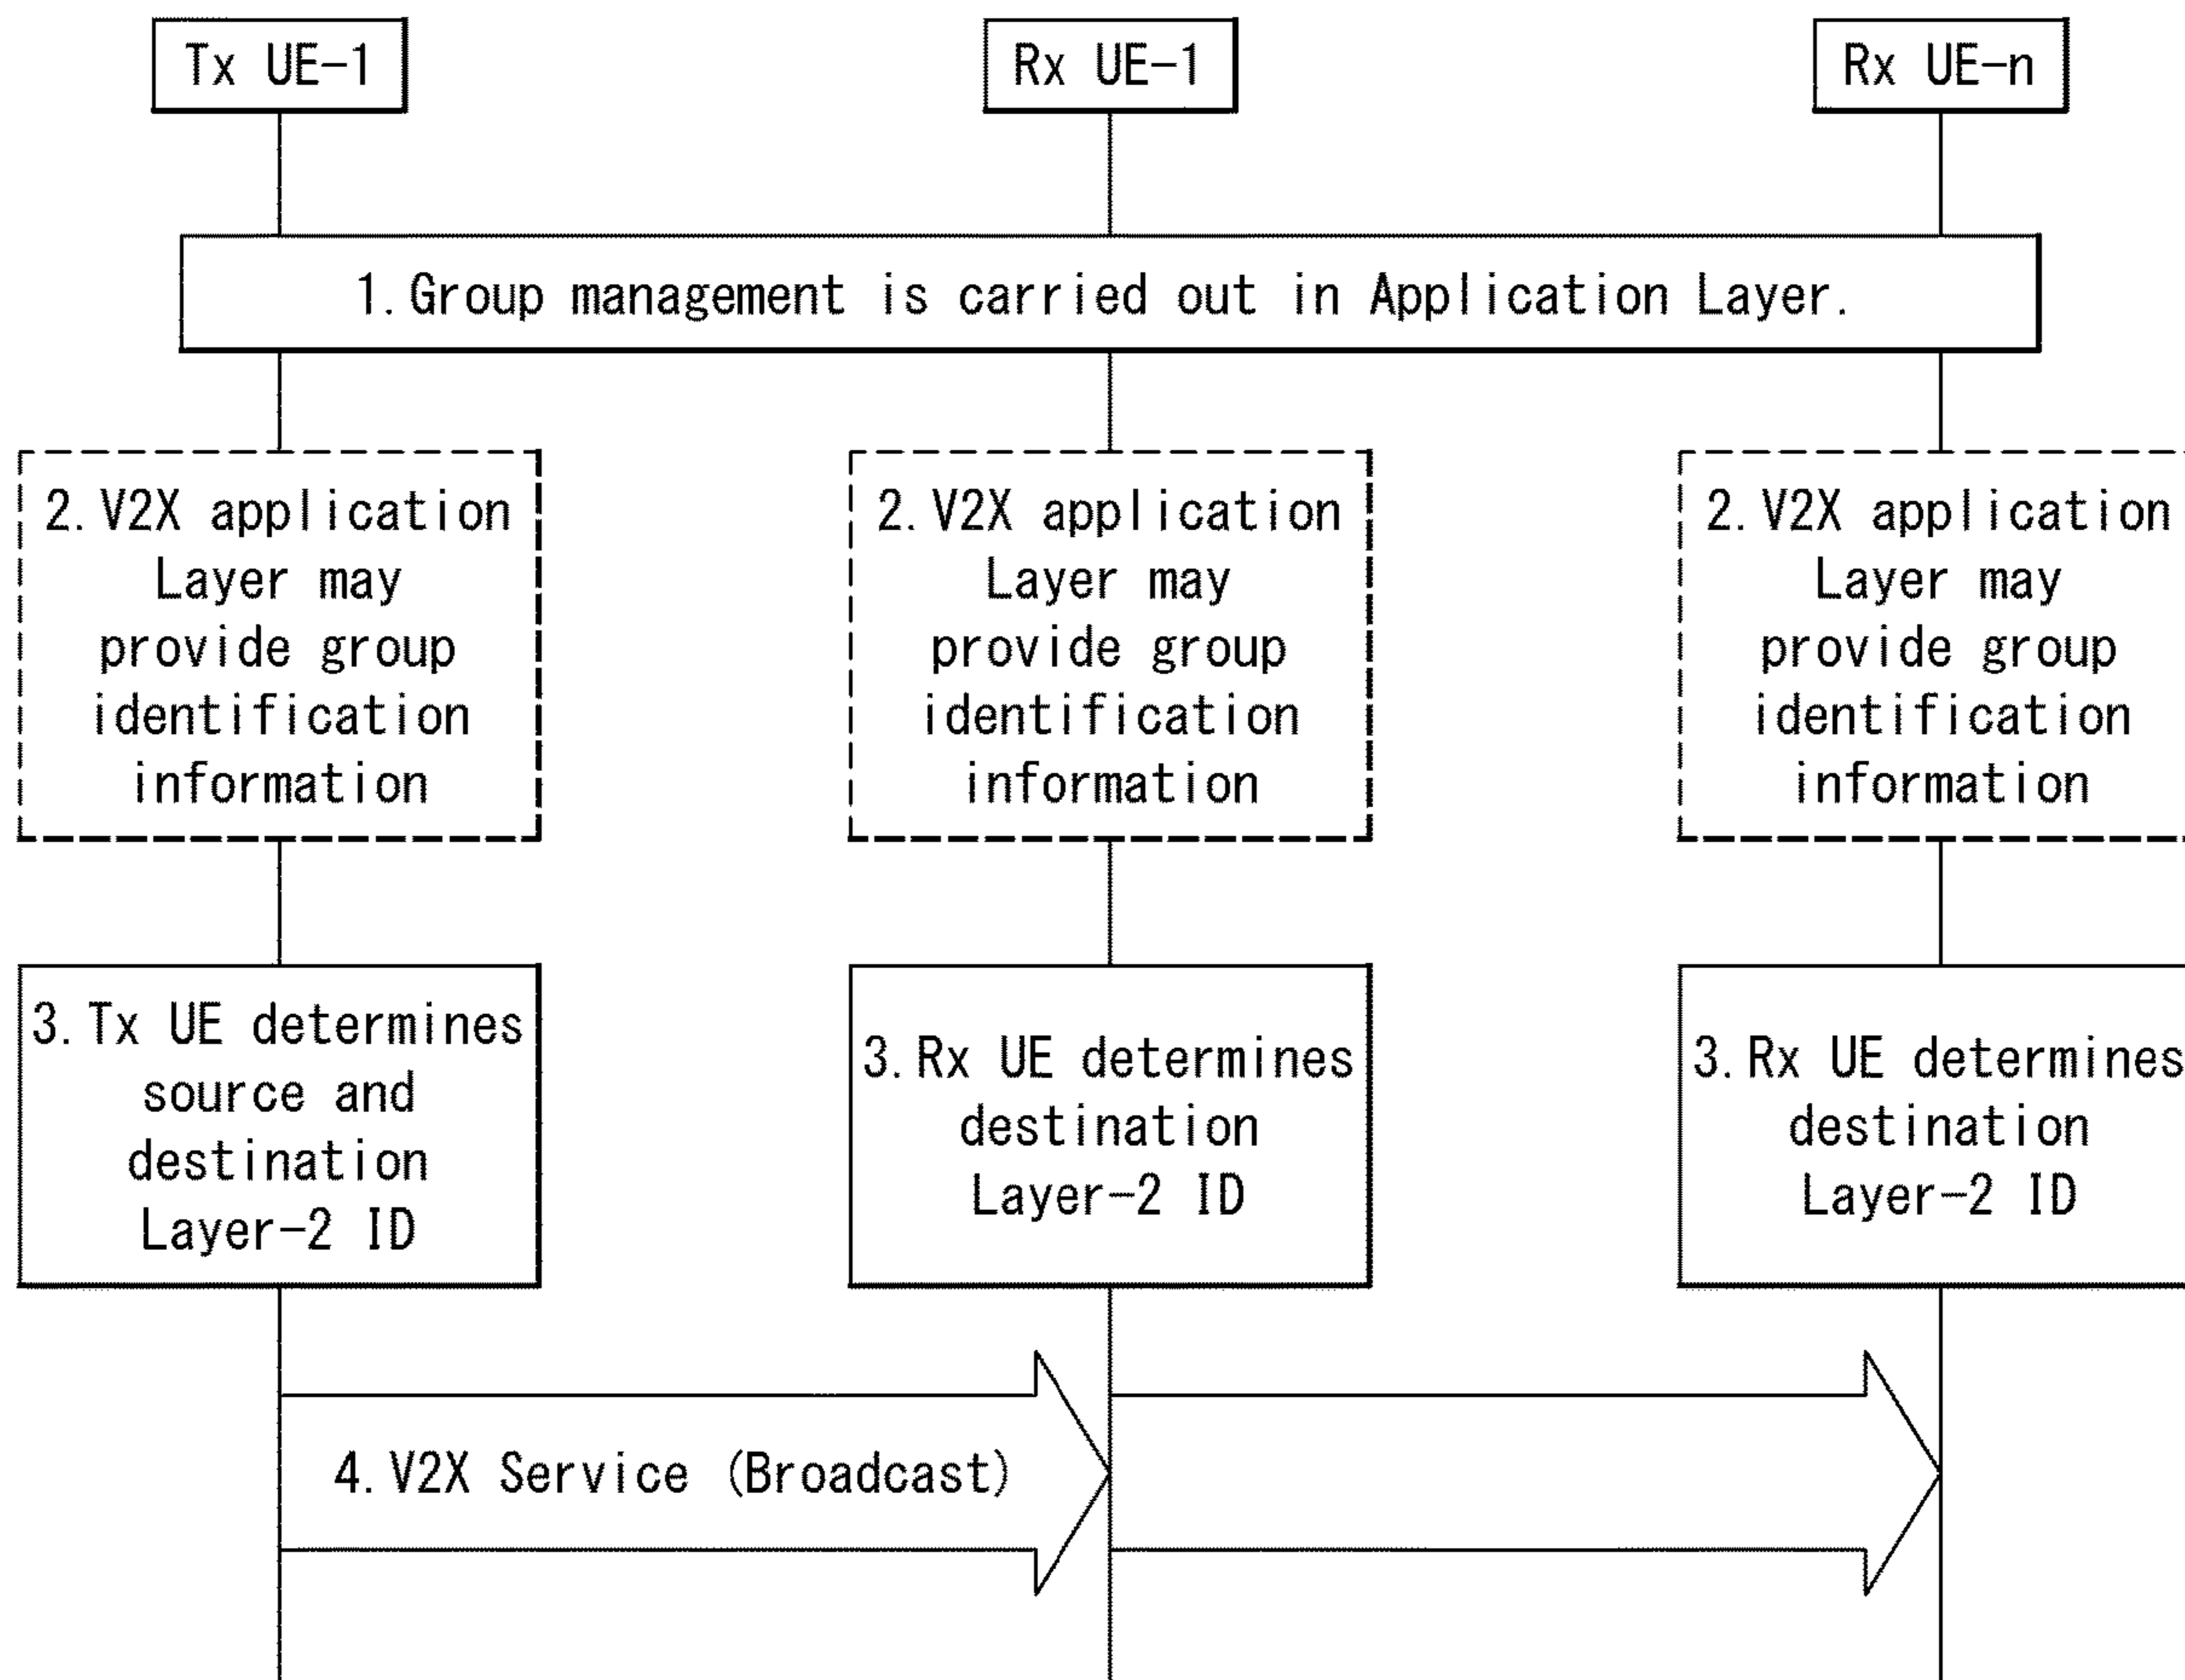 Tx UE-1
Rx UE-1
Rx UE-n
1. Group management is carried out in Application Layer.
2. V2X application
Layer may
provide group
identification
information
2. V2X application
Layer may
provide group
identification
information
2. V2X application
Layer may
provide group
identification
information
3. Tx UE determines
source and
destination
Layer-2 ID
3. Rx UE determines
destination
Layer-2 ID
3. Rx UE determines
destination
Layer-2 ID
4. V2X Service (Broadcast)